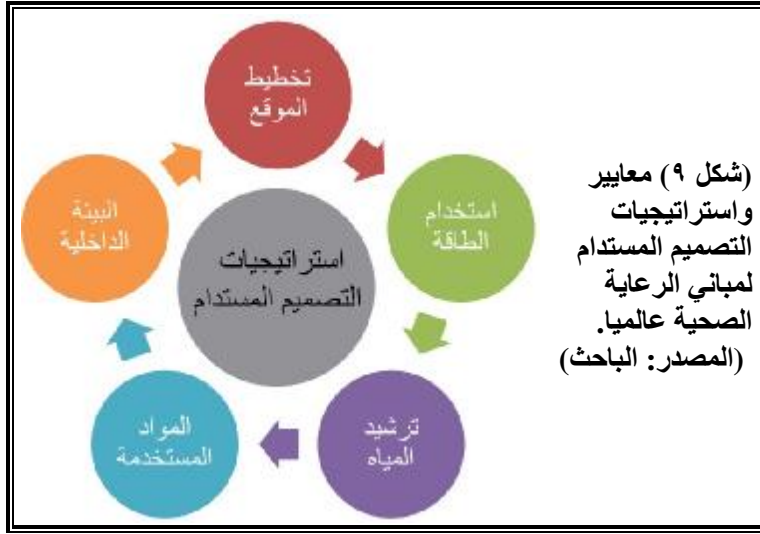 تخطيط
الموقع
استخدام
الطاقة
ترشيد
المياه
المواد
المستخدمة
البيئة
الداخلية
استراتيجيات
التصميم المستدام
(شكل ٩) معايير
واستراتيجيات
التصميم المستدام
لمباني الرعاية
الصحية عالميا.
(المصدر: الباحث)